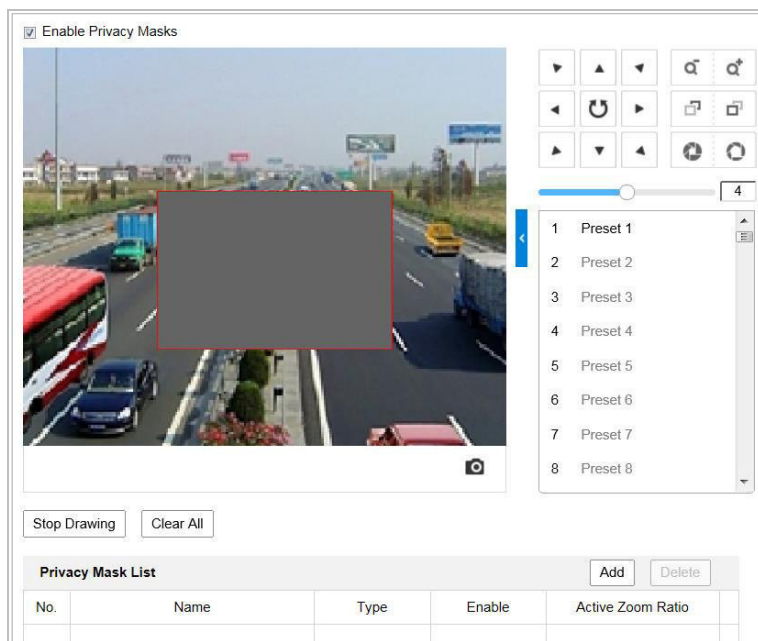 Enable Privacy Masks
4
1 Preset 1
2 Preset 2
3 Preset 3
4 Preset 4
5 Preset 5
6 Preset 6
7 Preset 7
8 Preset 8
Stop Drawing Clear All
Privacy Mask List Add Delete
No. Name Type Enable Active Zoom Ratio